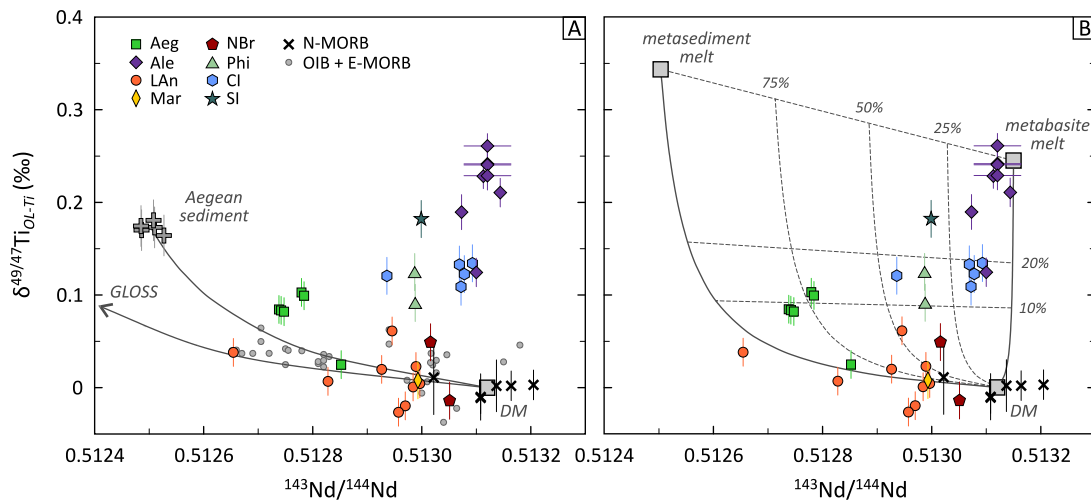 A
B
0.4
0.3
0.2
0.1
0
δ49/47TiOL-Ti (‰)
Aeg
Ale
LAn
Mar
NBr
Phi
CI
SI
N-MORB
OIB + E-MORB
Aegean
sediment
GLOSS
DM
0.5124
0.5126
0.5128
0.5130
0.5132
143Nd/144Nd
metasediment
melt
75%
50%
25%
metabasite
melt
20%
10%
DM
0.5124
0.5126
0.5128
0.5130
0.5132
143Nd/144Nd